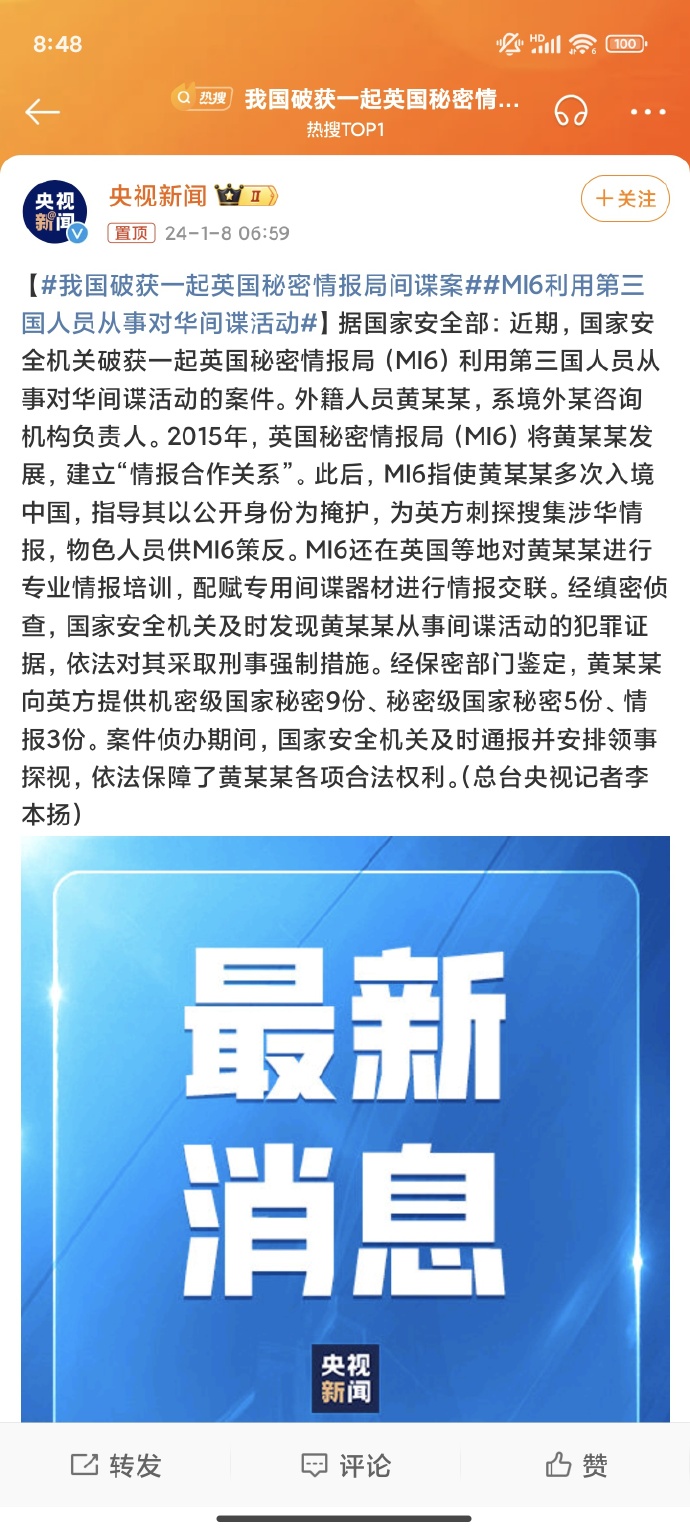 8:48
HD
6
100
热搜 我国破获一起英国秘密情...
热搜TOP1
央视新闻 II
央视新闻
V
+关注
置顶 24-1-8 06:59
【#我国破获一起英国秘密情报局间谍案##MI6利用第三
国人员从事对华间谍活动#】据国家安全部：近期，国家安
全机关破获一起英国秘密情报局（MI6）利用第三国人员从
事对华间谍活动的案件。外籍人员黄某某，系境外某咨询
机构负责人。2015年，英国秘密情报局（MI6）将黄某某发
展，建立“情报合作关系”。此后，MI6指使黄某某多次入境
中国，指导其以公开身份为掩护，为英方刺探搜集涉华情
报，物色人员供MI6策反。MI6还在英国等地对黄某某进行
专业情报培训，配赋专用间谍器材进行情报交联。经缜密侦
查，国家安全机关及时发现黄某某从事间谍活动的犯罪证
据，依法对其采取刑事强制措施。经保密部门鉴定，黄某某
向英方提供机密级国家秘密9份、秘密级国家秘密5份、情
报3份。案件侦办期间，国家安全机关及时通报并安排领事
探视，依法保障了黄某某各项合法权利。（总台央视记者李
本扬）
最新
消息
央视
新闻
转发 评论 赞